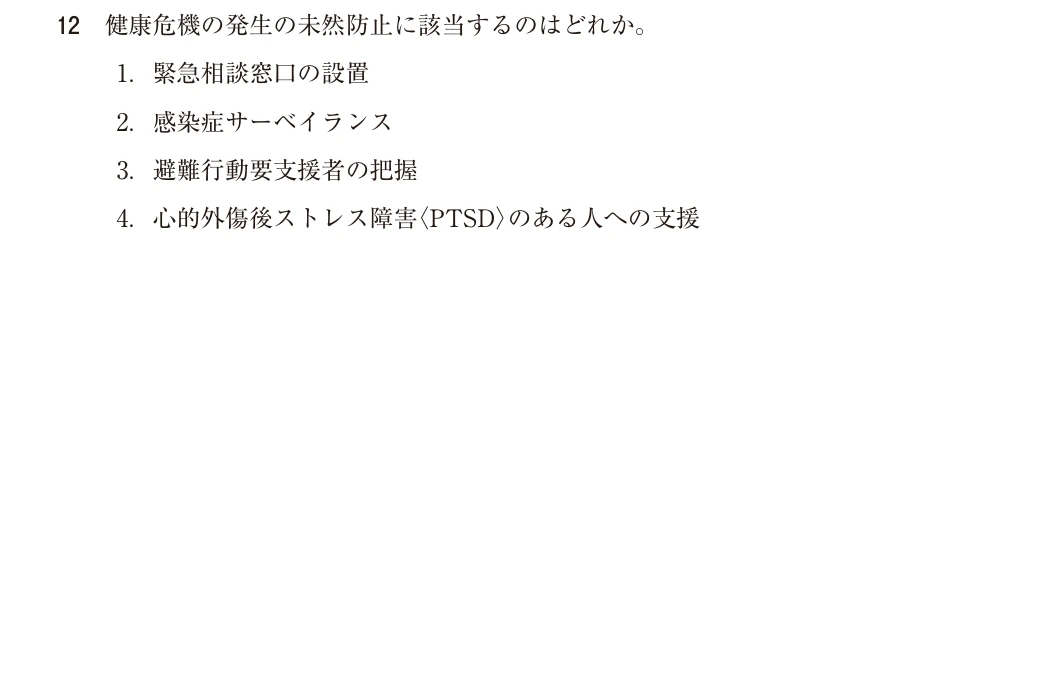 12 健康危機の発生の未然防止に該当するのはどれか。
1. 緊急相談窓口の設置
2. 感染症サーベイランス
3. 避難行動要支援者の把握
4. 心的外傷後ストレス障害〈PTSD〉のある人への支援